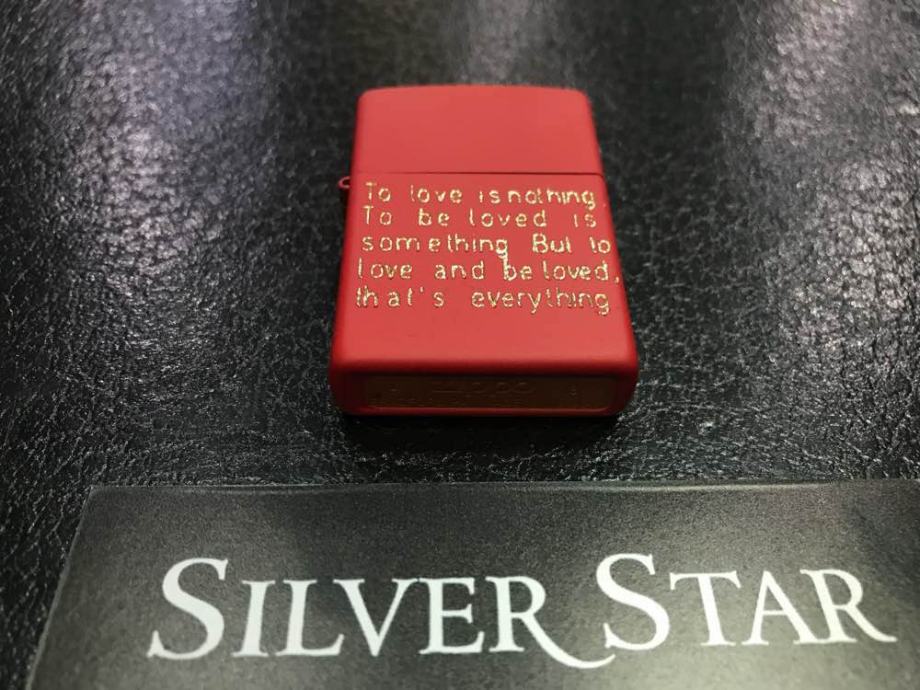 To love is nothing.
To be loved is
something But to
love and be loved,
that's everything
SILVER STAR